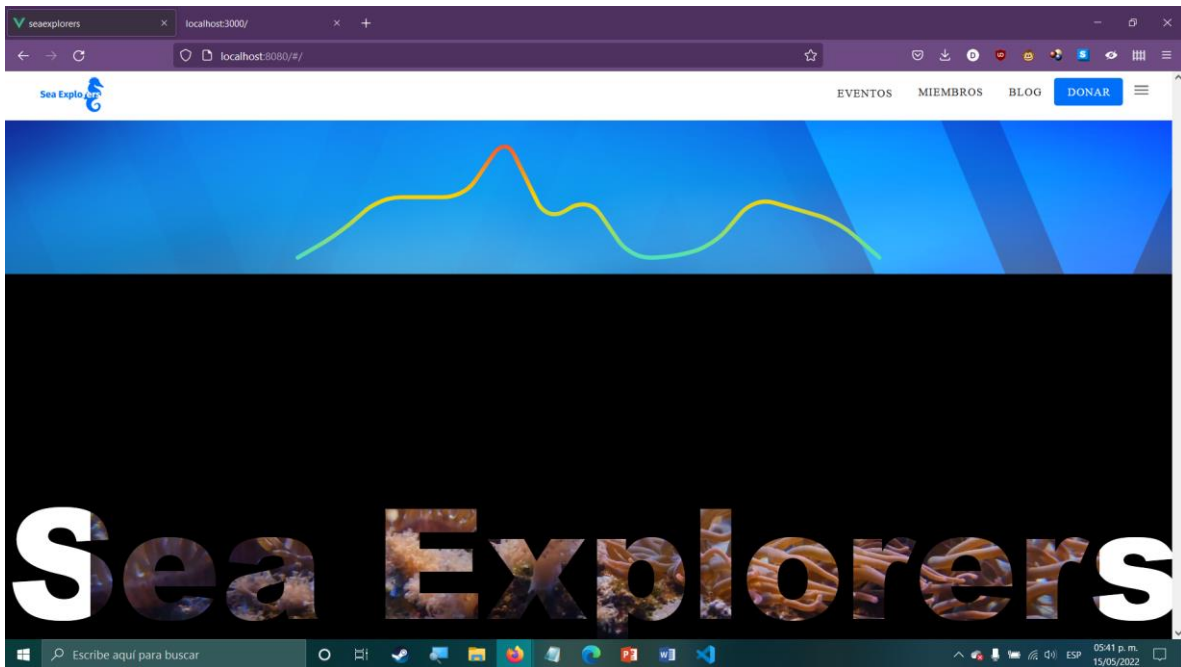 seaexplorers
localhost:3000/
localhost:8080/#/
Sea Explorers
EVENTOS MIEMBROS BLOG DONAR
Sea Explorers
Escribe aquí para buscar
ESP
05:41 p. m.
15/05/2022